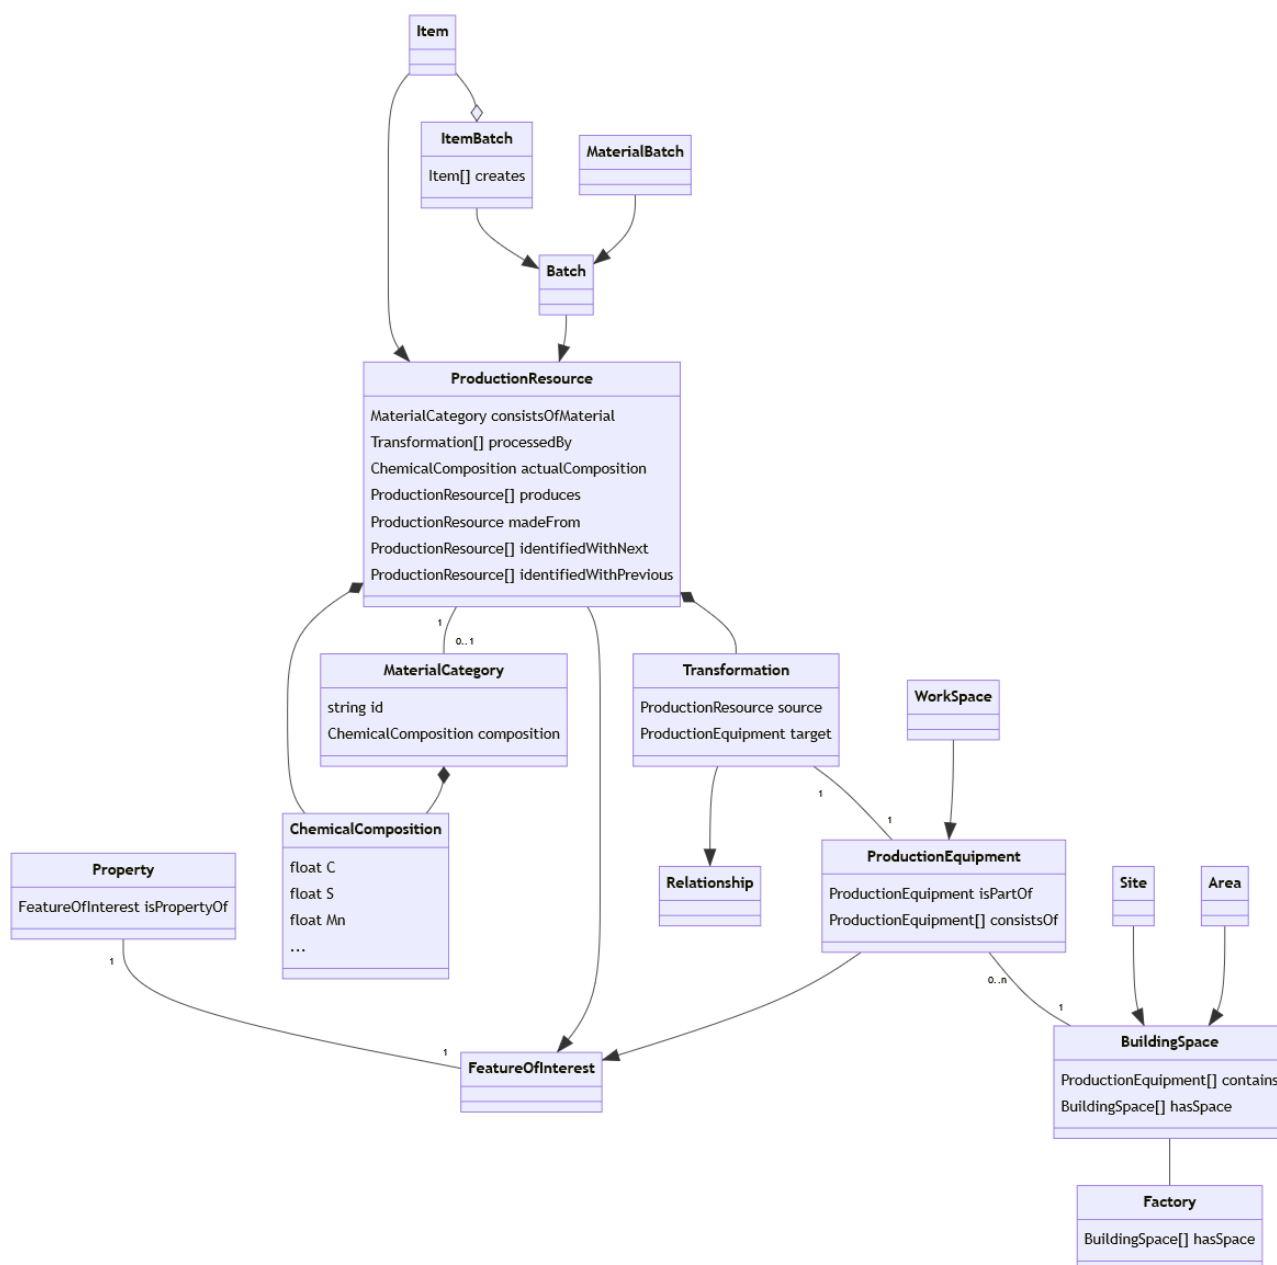 Item
ItemBatch
Item[] creates
MaterialBatch
Batch
ProductionResource
MaterialCategory consistsOfMaterial
Transformation[] processedBy
ChemicalComposition actualComposition
ProductionResource[] produces
ProductionResource madeFrom
ProductionResource[] identifiedWithNext
ProductionResource[] identifiedWithPrevious
1
0..1
MaterialCategory
string id
ChemicalComposition composition
Transformation
ProductionResource source
ProductionEquipment target
WorkSpace
1
1
ChemicalComposition
float C
float S
float Mn
...
Property
FeatureOfInterest isPropertyOf
Relationship
ProductionEquipment
ProductionEquipment isPartOf
ProductionEquipment[] consistsOf
Site
Area
1
0..n
1
1
FeatureOfInterest
BuildingSpace
ProductionEquipment[] contains
BuildingSpace[] hasSpace
Factory
BuildingSpace[] hasSpace